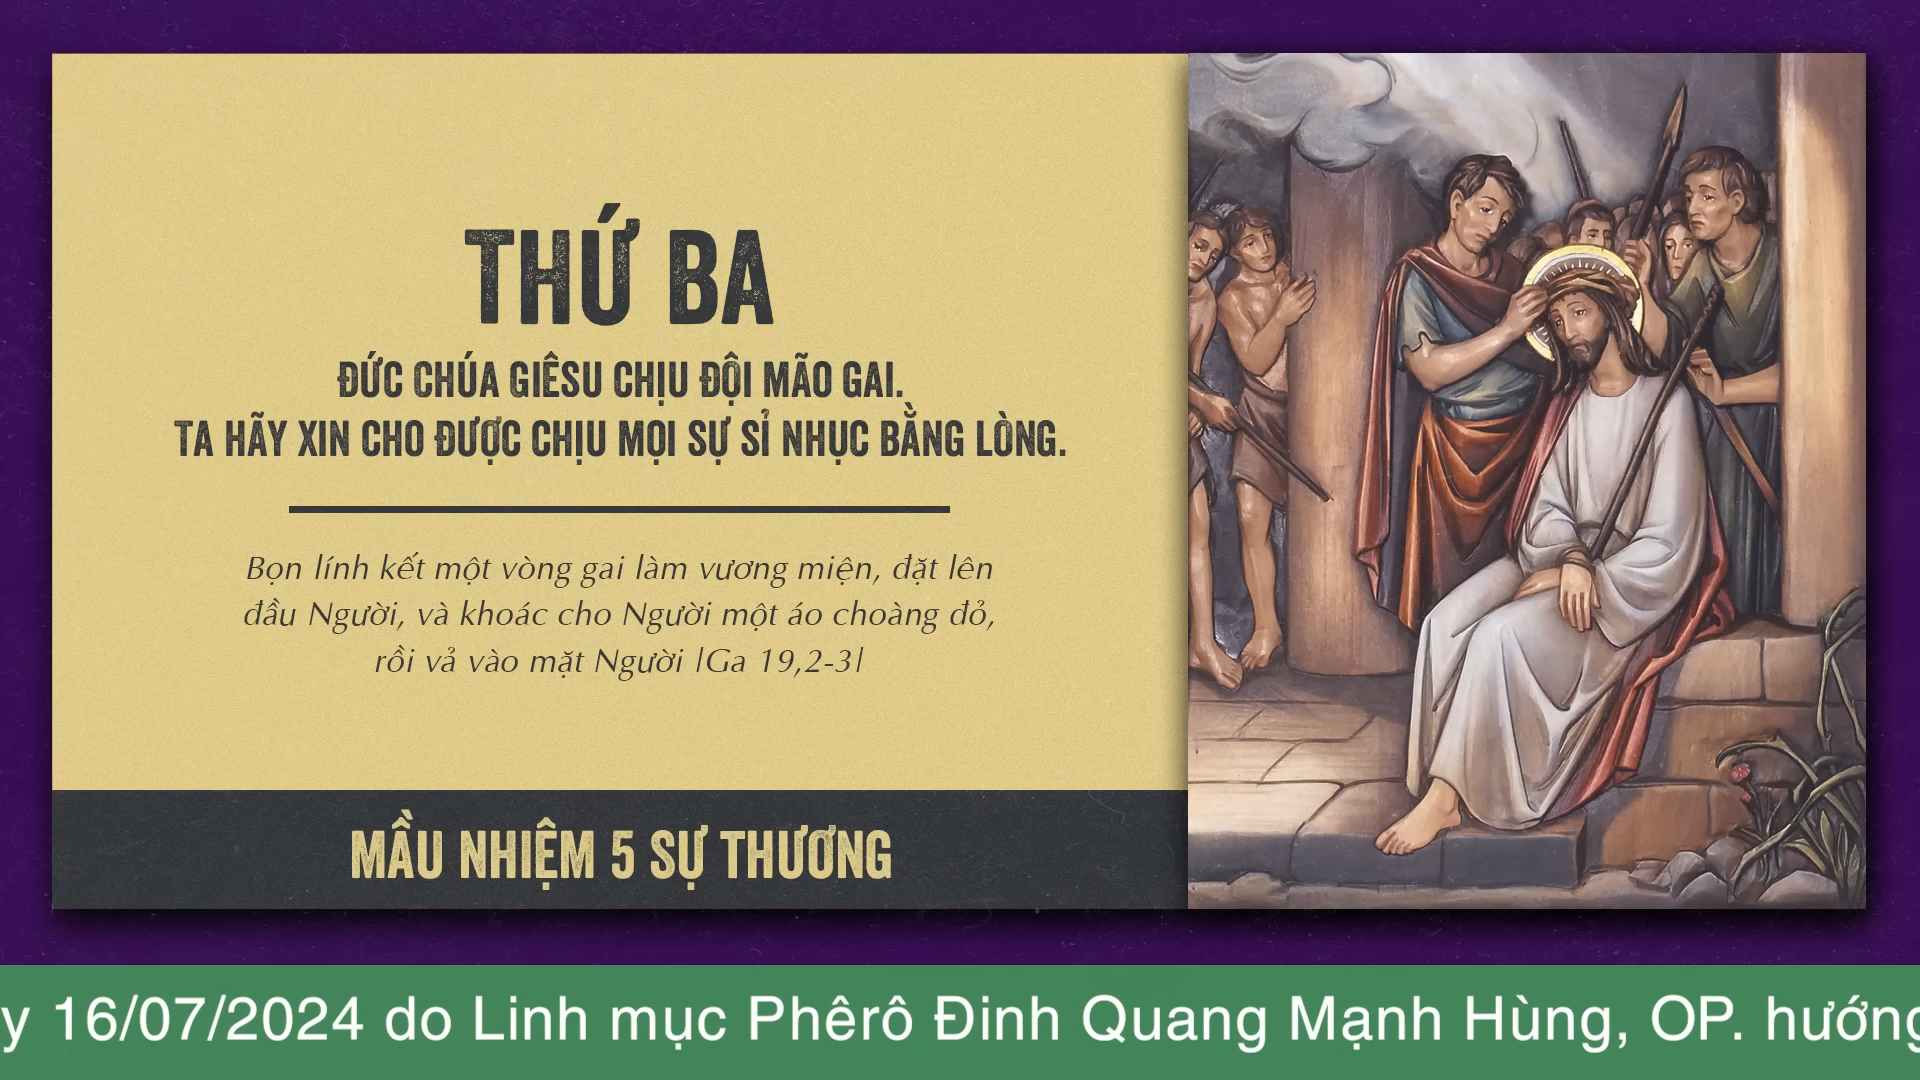 THỨ BA
ĐỨC CHÚA GIÊSU CHỊU ĐỘI MÃO GAI.
TA HÃY XIN CHO ĐƯỢC CHỊU MỌI SỰ SỈ NHỤC BẰNG LÒNG.
Bọn lính kết một vòng gai làm vương miện, đặt lên
đầu Người, và khoác cho Người một áo choàng đỏ,
rồi vả vào mặt Người |Ga 19,2-3|
MẦU NHIỆM 5 SỰ THƯƠNG
y 16/07/2024 do Linh mục Phêrô Đinh Quang Mạnh Hùng, OP. hướng